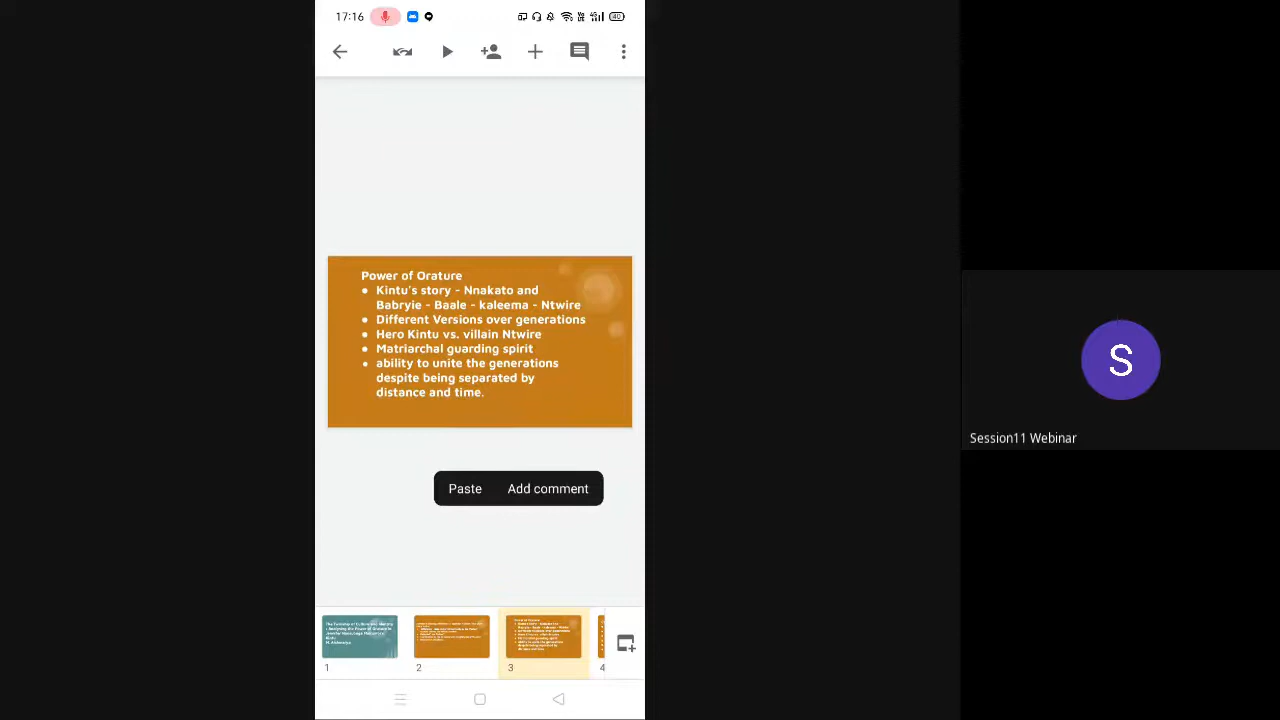 17:16
Power of Orature
● Kintu's story - Nnakato and
Babryie - Baale - kaleema - Ntwire
● Different Versions over generations
● Hero Kintu vs. villain Ntwire
● Matriarchal guarding spirit
● ability to unite the generations
despite being separated by
distance and time.
Paste Add comment
1 2 3 4
S
Session11 Webinar